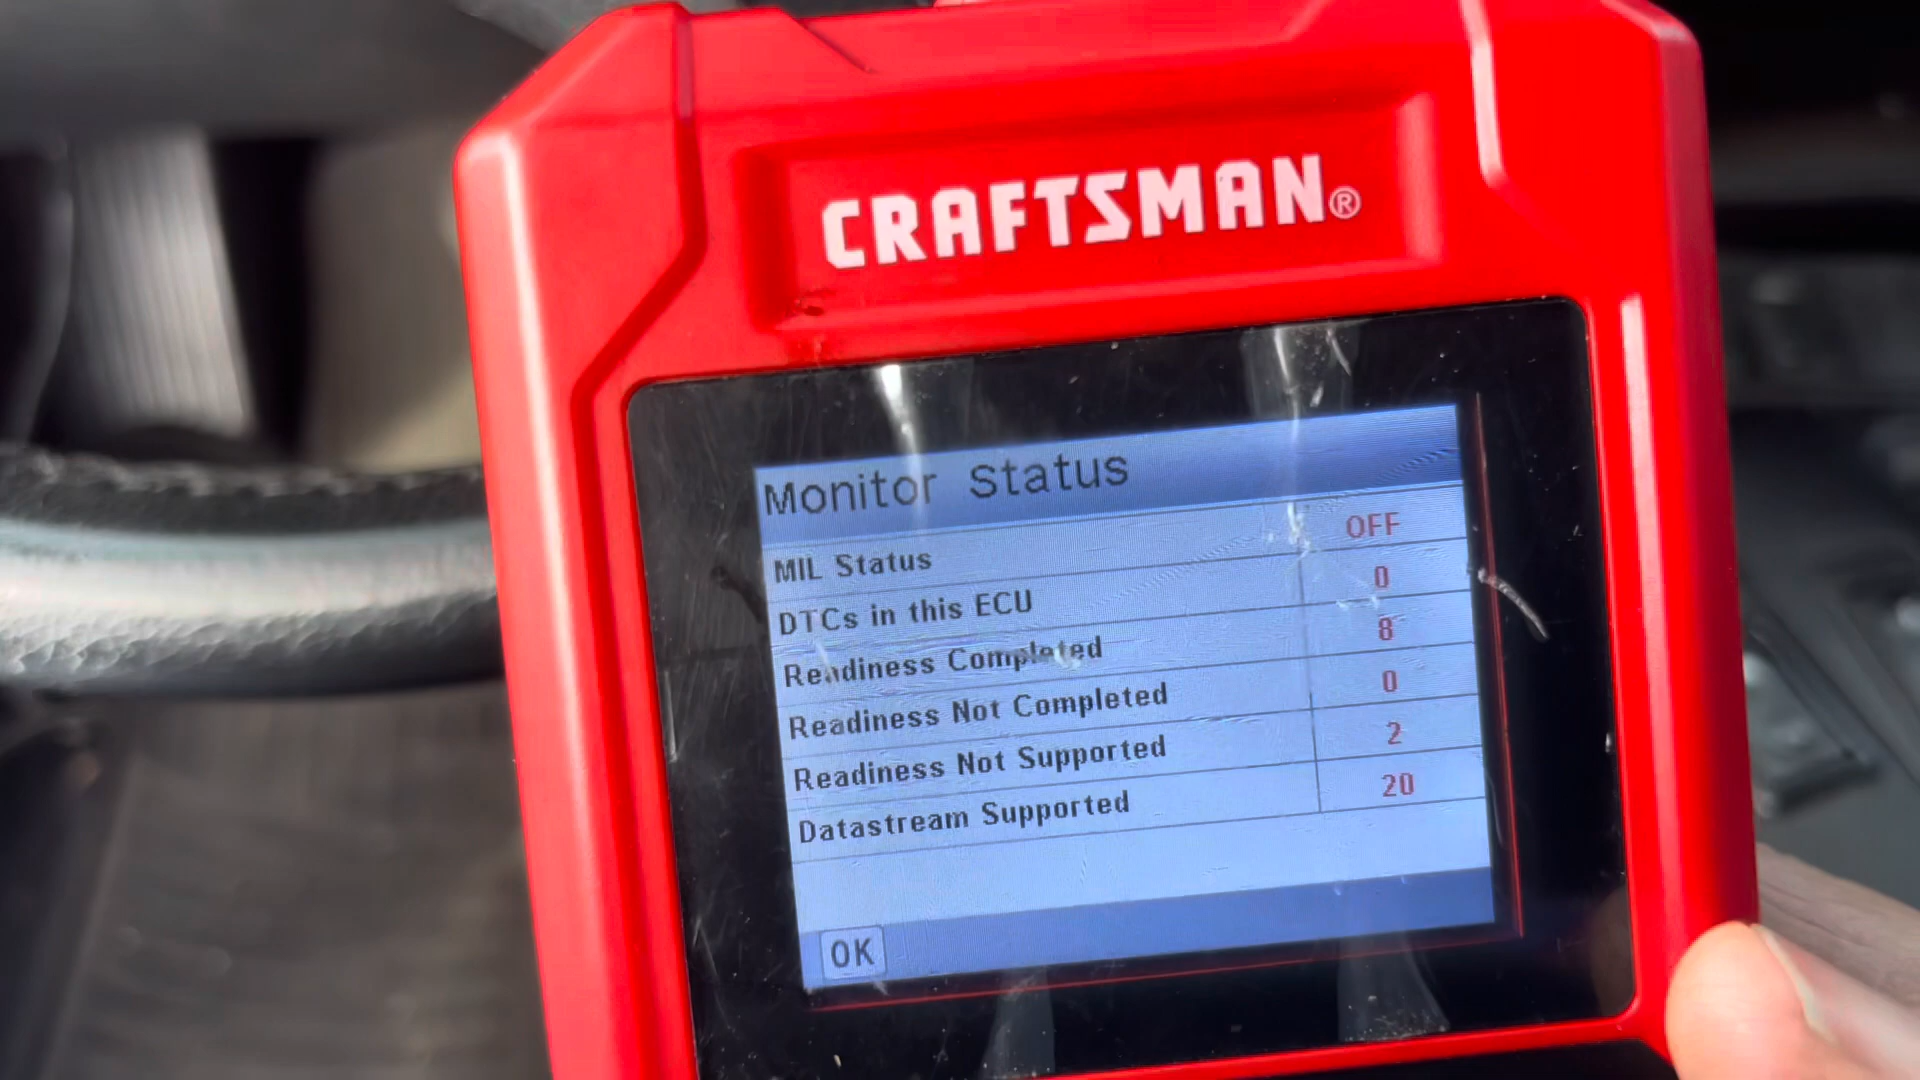 CRAFTSMAN®
Monitor Status
MIL Status OFF
DTCs in this ECU 0
Readiness Completed 8
Readiness Not Completed 0
Readiness Not Supported 2
Datastream Supported 20
OK